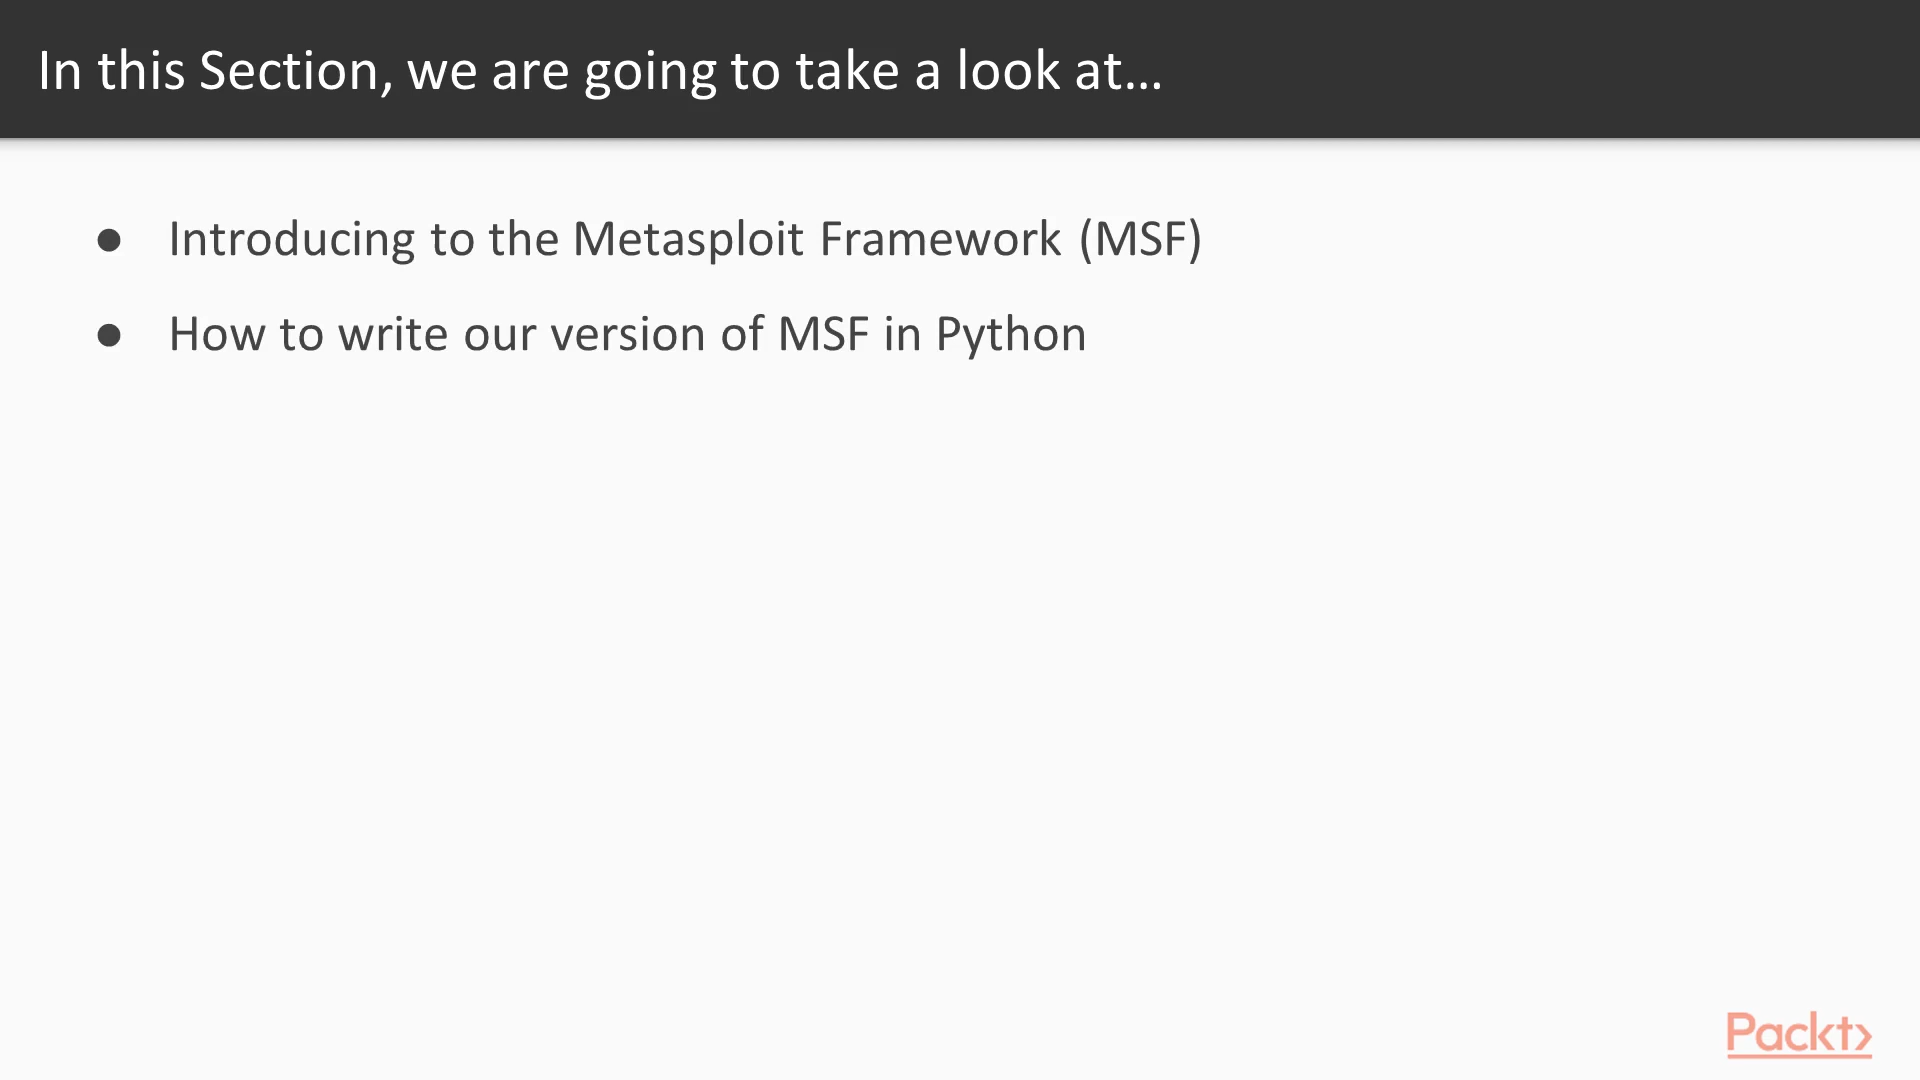 In this Section, we are going to take a look at...
● Introducing to the Metasploit Framework (MSF)
● How to write our version of MSF in Python
Packt>